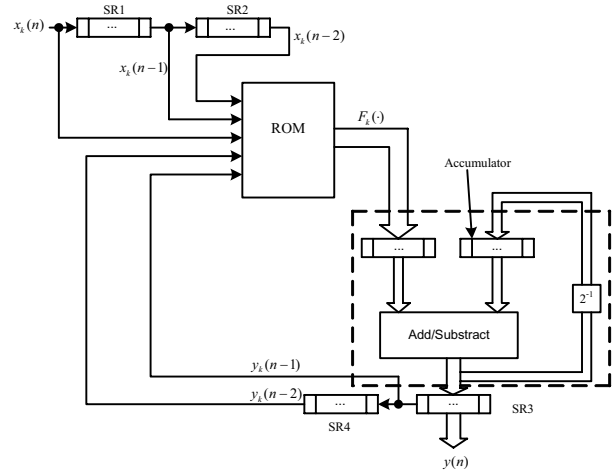 SR1
SR2
x_k(n)
...
...
x_k(n−2)
x_k(n−1)
ROM
F_k(·)
Accumulator
...
...
2^{-1}
Add/Substract
y_k(n−1)
y_k(n−2)
...
...
SR3
SR4
y(n)